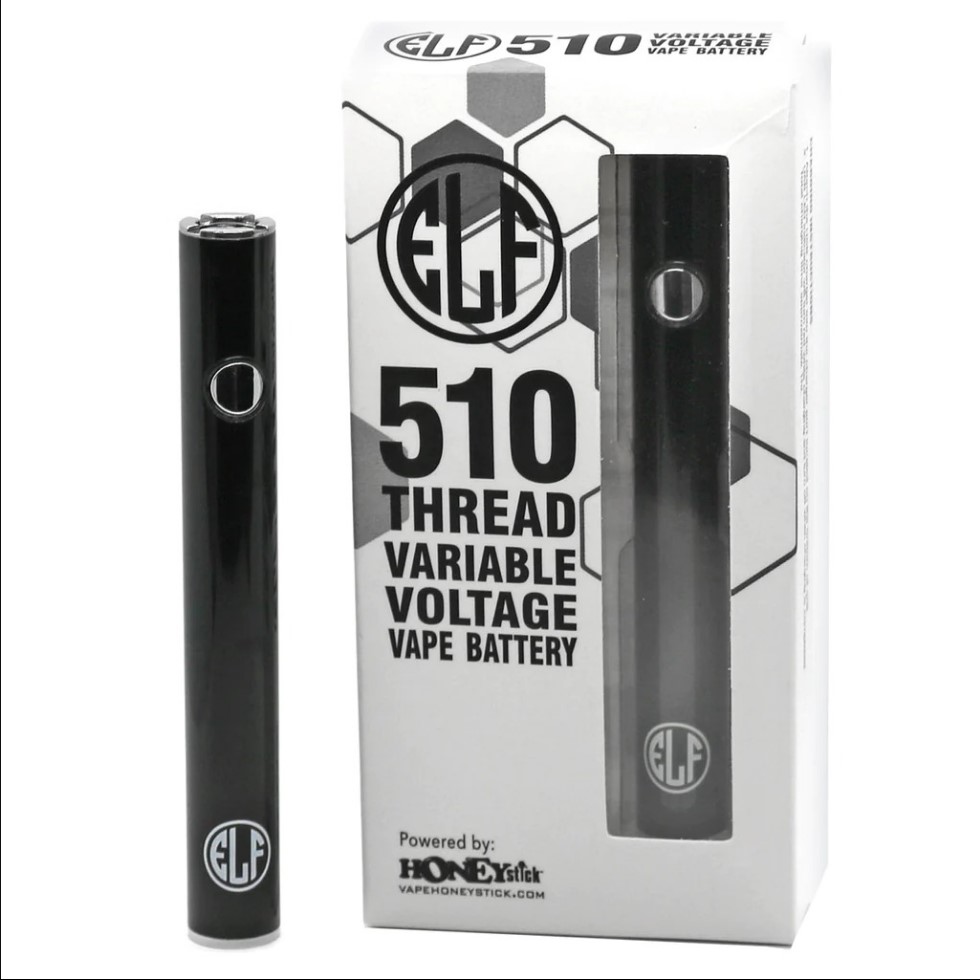 ELF 510 VARIABLE
VOLTAGE
VAPE BATTERY
ELF
510
THREAD
VARIABLE
VOLTAGE
VAPE BATTERY
Powered by:
HONEYstick
VAPEHONEYSTICK.COM
ELF
ELF